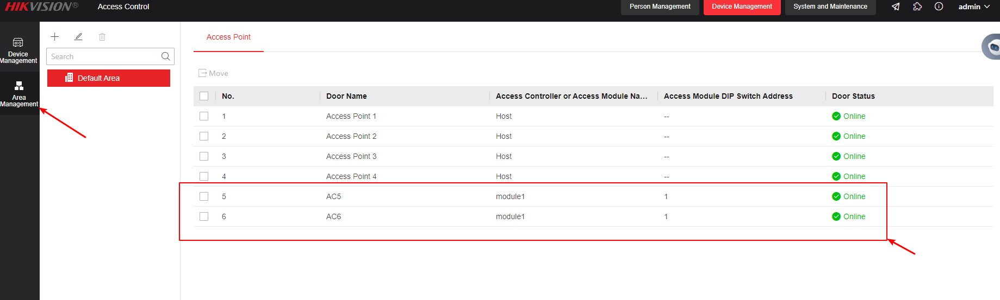 HIKVISION® Access Control Person Management Device Management System and Maintenance admin
Device
Management
Area
Management
Search
Default Area
Access Point
Move
No. Door Name Access Controller or Access Module Na... Access Module DIP Switch Address Door Status
1 Access Point 1 Host -- Online
2 Access Point 2 Host -- Online
3 Access Point 3 Host -- Online
4 Access Point 4 Host -- Online
5 AC5 module1 1 Online
6 AC6 module1 1 Online